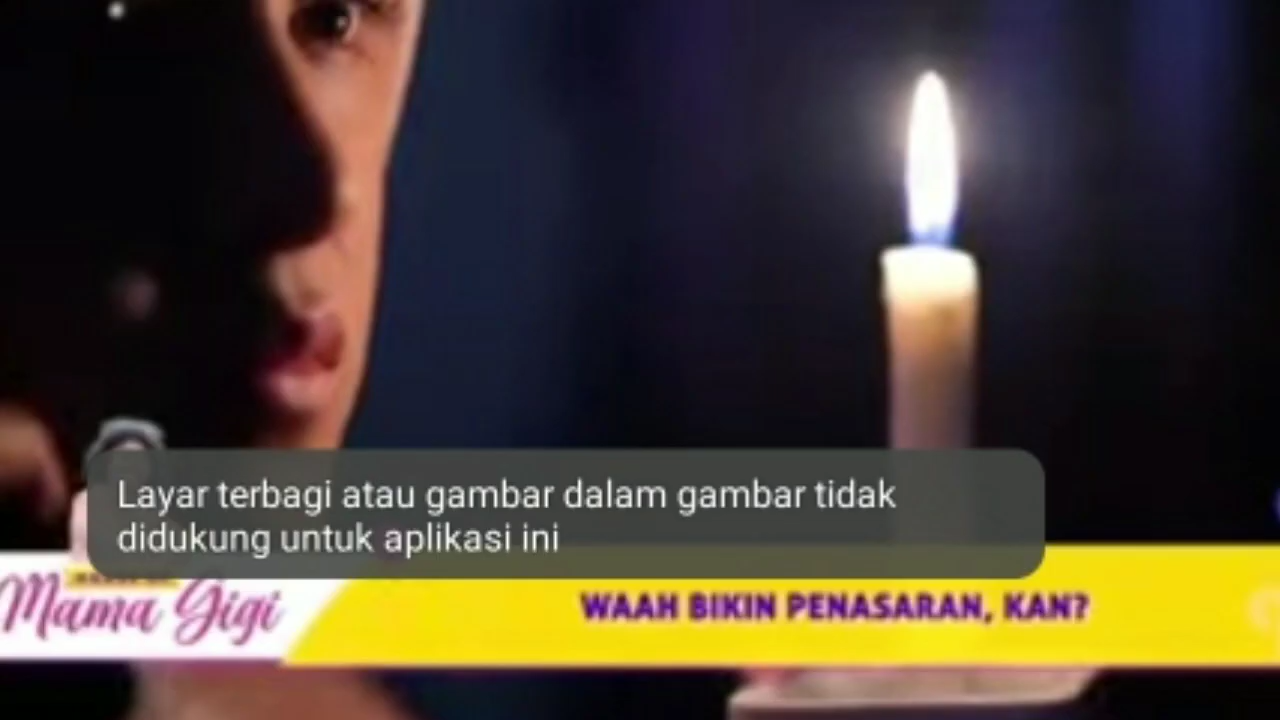 Layar terbagi atau gambar dalam gambar tidak
didukung untuk aplikasi ini
Mama Gigi
WAAH BIKIN PENASARAN, KAN?